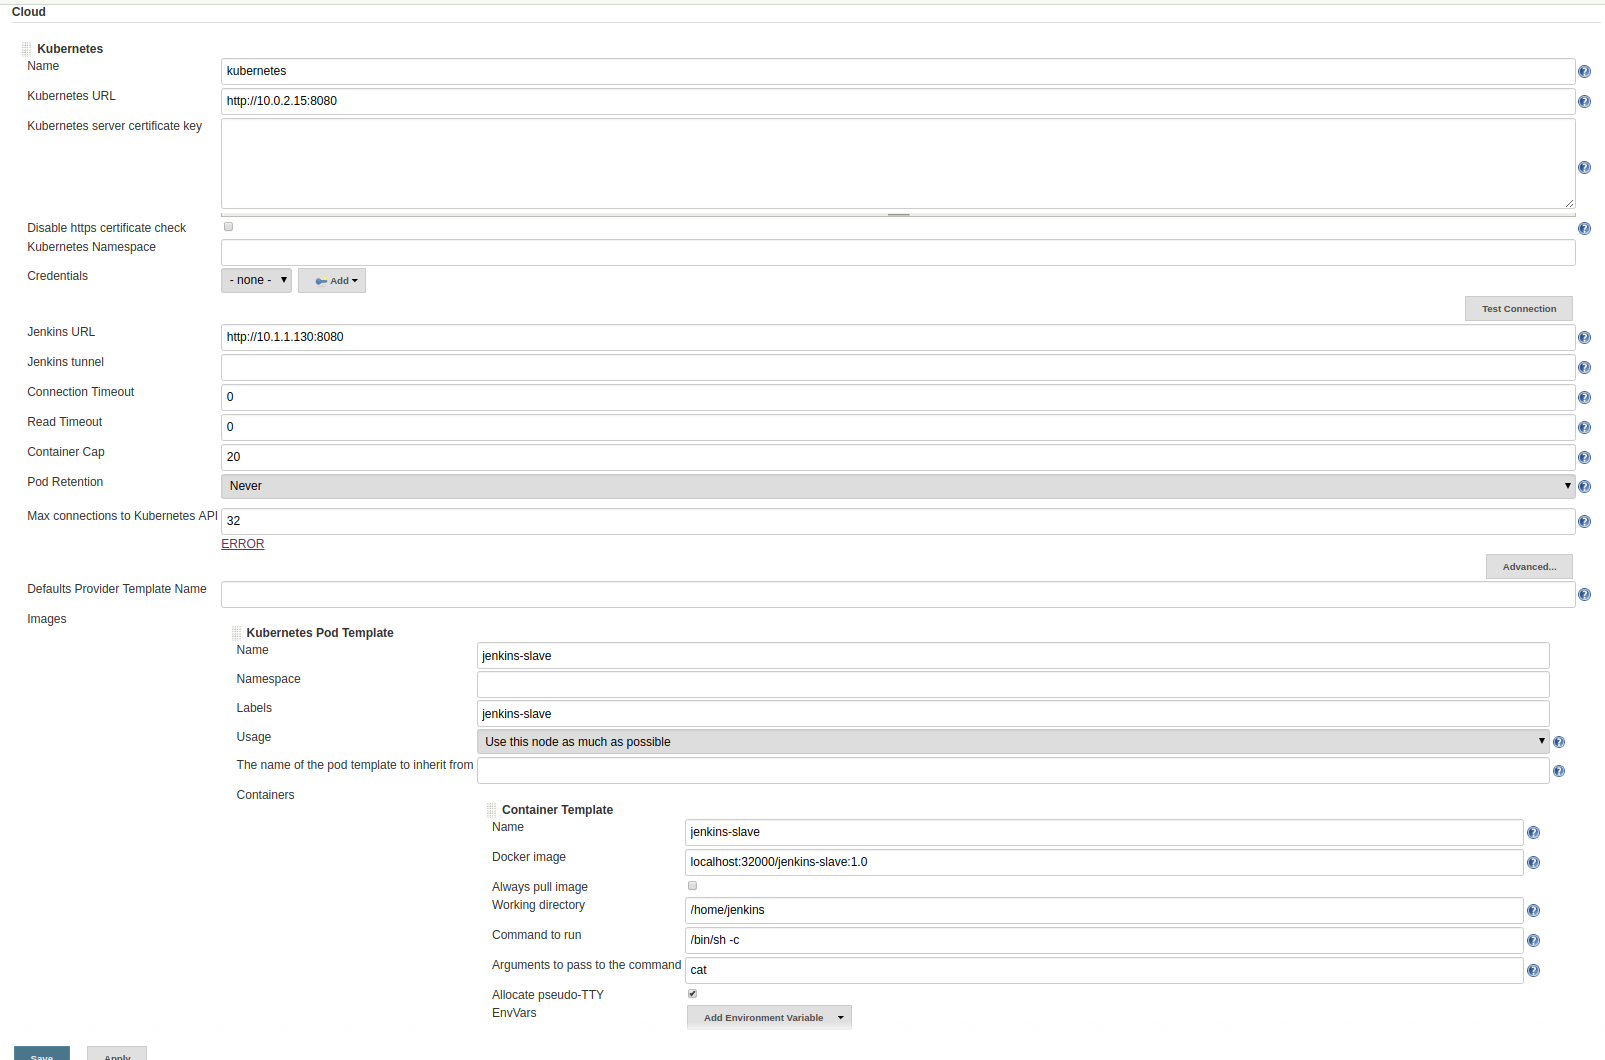 Cloud
Kubernetes
Name
kubernetes
Kubernetes URL
http://10.0.2.15:8080
Kubernetes server certificate key
Disable https certificate check
Kubernetes Namespace
Credentials
- none -
Add
Test Connection
Jenkins URL
http://10.1.1.130:8080
Jenkins tunnel
Connection Timeout
0
Read Timeout
0
Container Cap
20
Pod Retention
Never
Max connections to Kubernetes API
32
ERROR
Advanced...
Defaults Provider Template Name
Images
Kubernetes Pod Template
Name
jenkins-slave
Namespace
Labels
jenkins-slave
Usage
Use this node as much as possible
The name of the pod template to inherit from
Containers
Container Template
Name
jenkins-slave
Docker image
localhost:32000/jenkins-slave:1.0
Always pull image
Working directory
/home/jenkins
Command to run
/bin/sh -c
Arguments to pass to the command
cat
Allocate pseudo-TTY
EnvVars
Add Environment Variable
Save
Apply